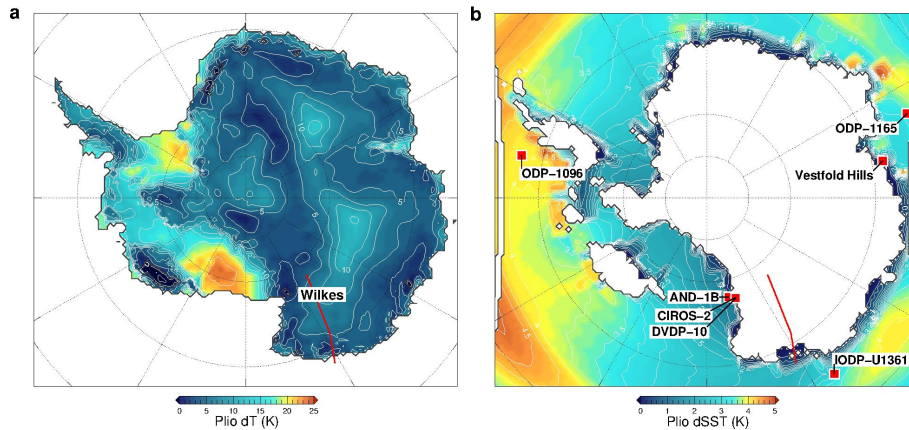 a
b
ODP-1165
ODP-1096
Vestfold Hills
Wilkes
10
AND-1B
CIROS-2
DVDP-10
IODP-U1361
0 5 10 15 20 25
Plio dT (K)
0 1 2 3 4 5
Plio dSST (K)